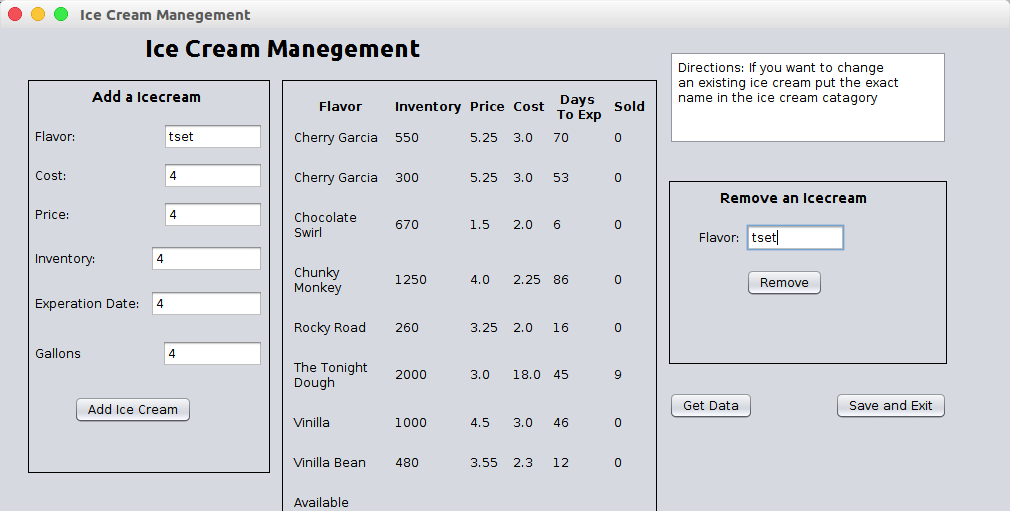 Ice Cream Manegement
Ice Cream Manegement
Add a Icecream
Flavor: tset
Cost: 4
Price: 4
Inventory: 4
Experation Date: 4
Gallons 4
Add Ice Cream
Flavor Inventory Price Cost Days To Exp Sold
Cherry Garcia 550 5.25 3.0 70 0
Cherry Garcia 300 5.25 3.0 53 0
Chocolate Swirl 670 1.5 2.0 6 0
Chunky Monkey 1250 4.0 2.25 86 0
Rocky Road 260 3.25 2.0 16 0
The Tonight Dough 2000 3.0 18.0 45 9
Vinilla 1000 4.5 3.0 46 0
Vinilla Bean 480 3.55 2.3 12 0
Available
Directions: If you want to change
an existing ice cream put the exact
name in the ice cream catagory
Remove an Icecream
Flavor: tset
Remove
Get Data
Save and Exit